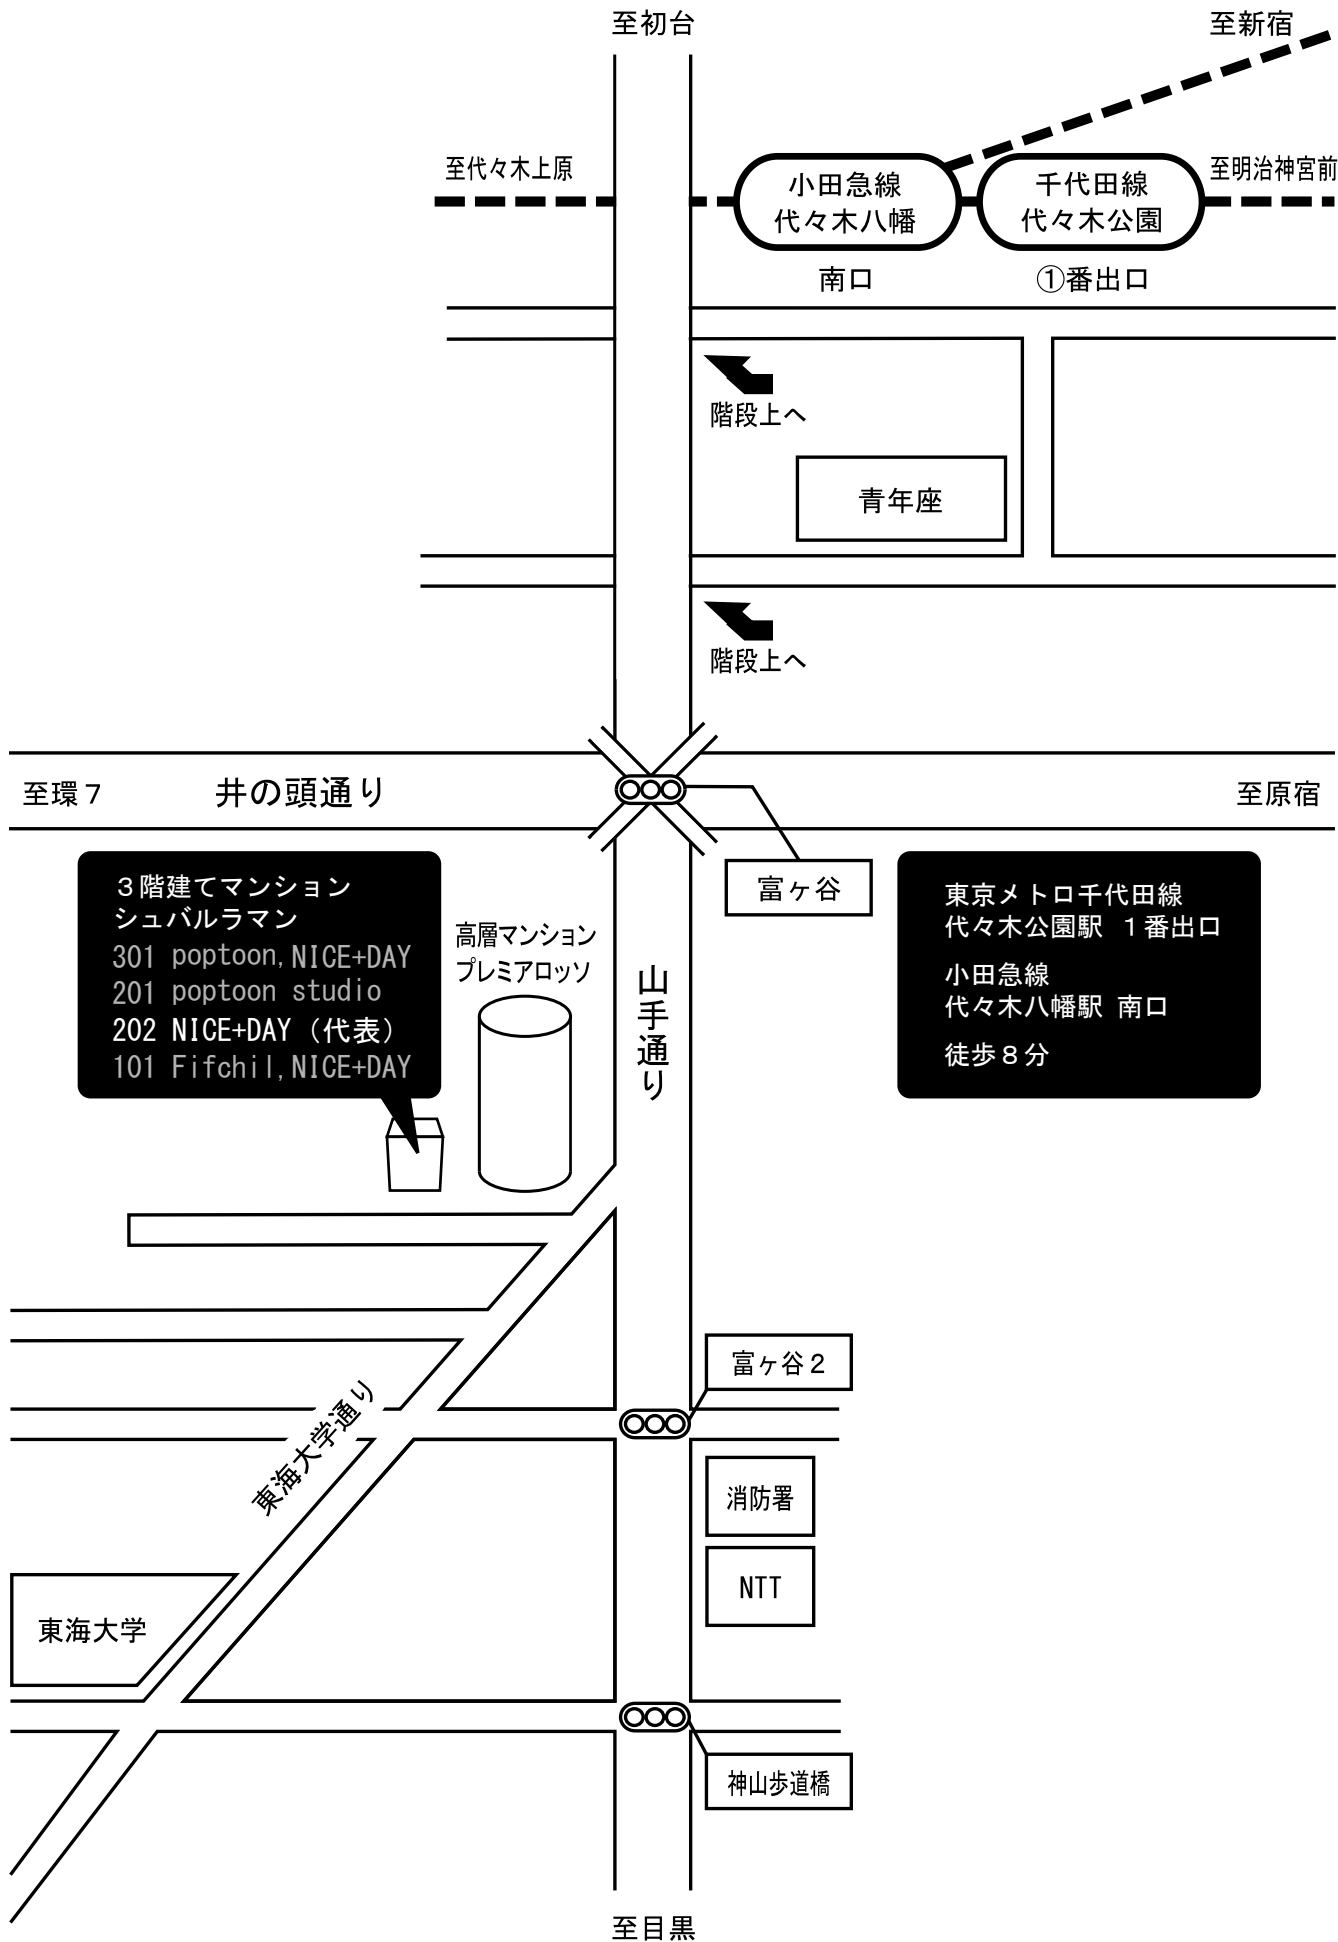 至初台
至新宿
至代々木上原
小田急線
代々木八幡
千代田線
代々木公園
至明治神宮前
南口
①番出口
階段上へ
青年座
階段上へ
至環７
井の頭通り
至原宿
富ヶ谷
３階建てマンション
シュバルラマン
301 poptoon,NICE+DAY
201 poptoon studio
202 NICE+DAY（代表）
101 Fifchil,NICE+DAY
高層マンション
プレミアロッソ
山手通り
東京メトロ千代田線
代々木公園駅 １番出口
小田急線
代々木八幡駅 南口
徒歩８分
富ヶ谷２
東海大学通り
消防署
NTT
東海大学
神山歩道橋
至目黒